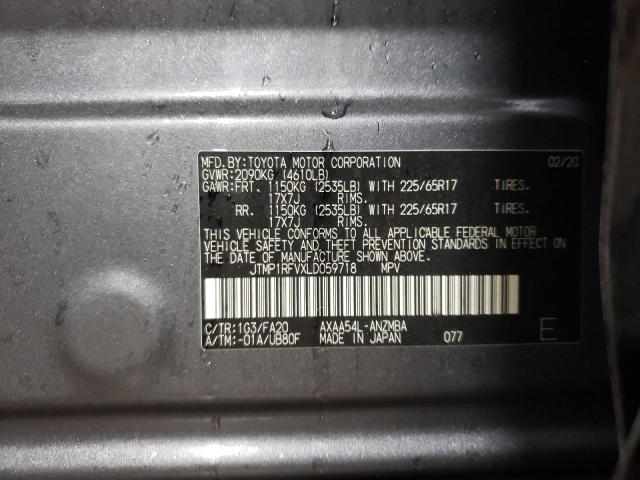 MFD. BY: TOYOTA MOTOR CORPORATION 02/20
GVWR: 2090KG (4610LB)
GAWR: FRT. 1150KG (2535LB) WITH 225/65R17 TIRES.
17X7J RIMS.
RR. 1150KG (2535LB) WITH 225/65R17 TIRES.
17X7J RIMS.
THIS VEHICLE CONFORMS TO ALL APPLICABLE FEDERAL MOTOR
VEHICLE SAFETY AND THEFT PREVENTION STANDARDS IN EFFECT ON
THE DATE OF MANUFACTURE SHOWN ABOVE.
JTMP1RFVXLD059718 MPV
C/TR: 1G3/FA20 AXAA54L-ANZMBA
A/TM: -01A/UB80F MADE IN JAPAN 077 E